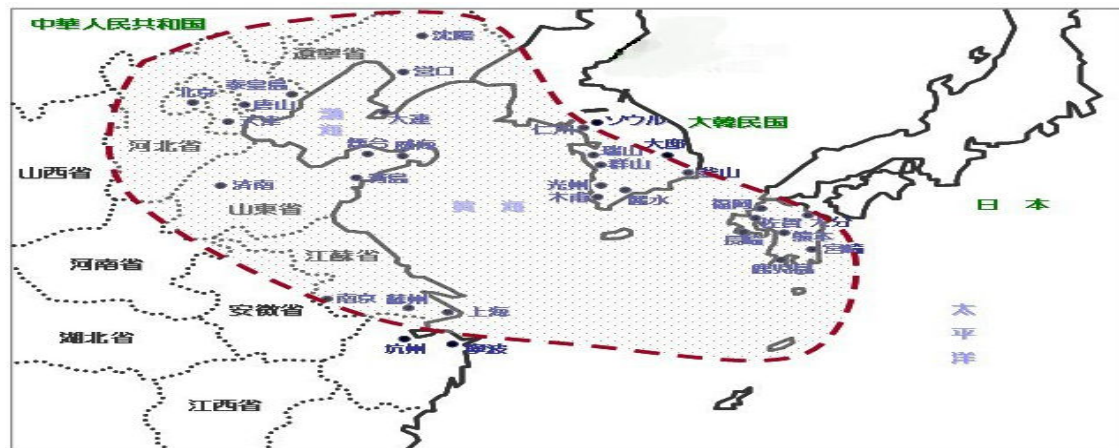 中華人民共和国
沈陽
遼寧省
営口
秦皇島
北京
唐山
渤海
大連
天津
仁川
ソウル
大韓民国
河北省
煙台
威海
瑞山
大邱
山西省
群山
釜山
済南
青島
光州
木甫
麗水
山東省
黄海
福岡
大分
日本
佐賀
長崎
熊本
江蘇省
宮崎
河南省
鹿児島
南京
蘇州
安徽省
上海
太平洋
湖北省
杭州
寧波
江西省